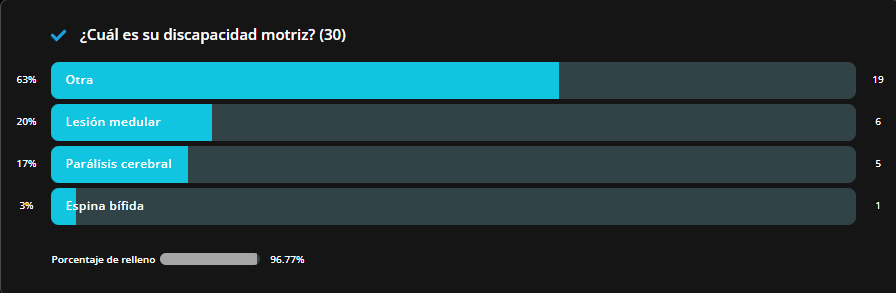 ¿Cuál es su discapacidad motriz? (30)
63% Otra 19
20% Lesión medular 6
17% Parálisis cerebral 5
3% Espina bífida 1
Porcentaje de relleno 96.77%